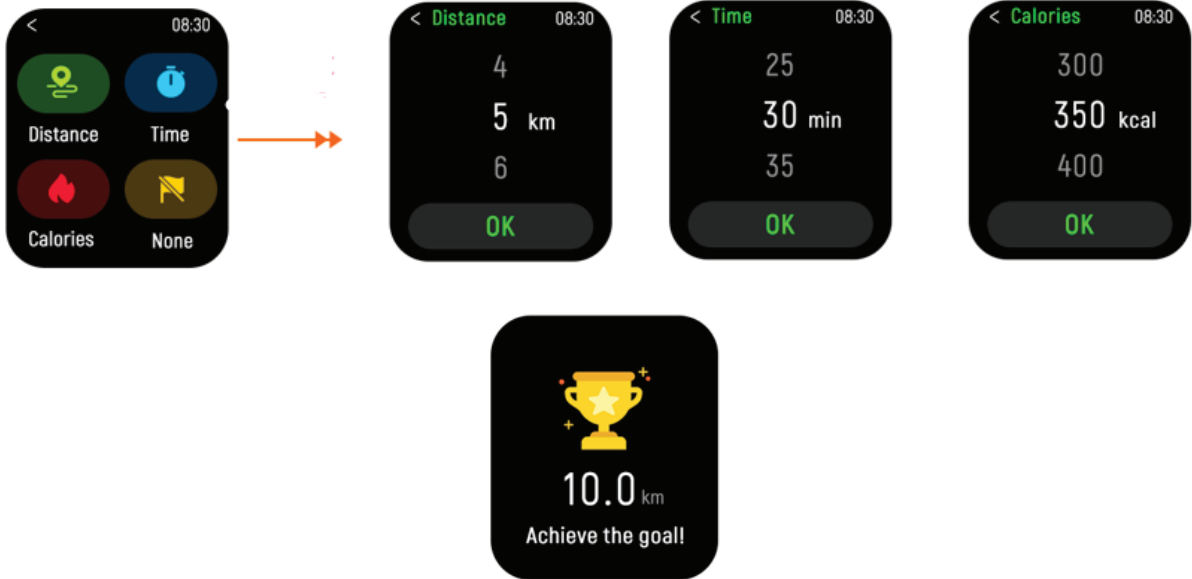 < 08:30
Distance Time
Calories None
< Distance 08:30
4
5 km
6
OK
< Time 08:30
25
30 min
35
OK
< Calories 08:30
300
350 kcal
400
OK
10.0 km
Achieve the goal!